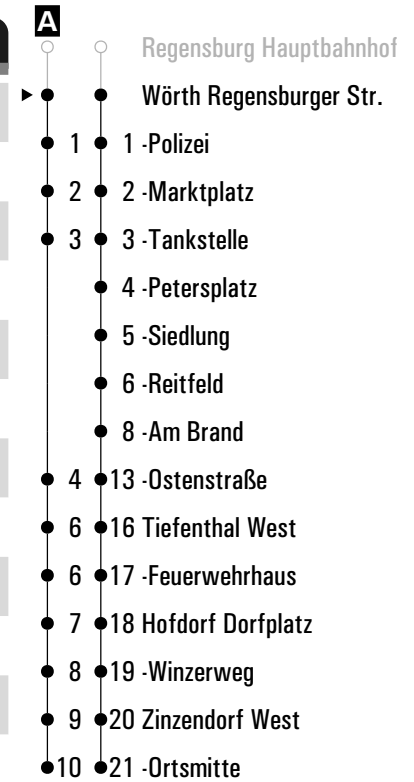 A
Regensburg Hauptbahnhof
Wörth Regensburger Str.
1 1 -Polizei
2 2 -Marktplatz
3 3 -Tankstelle
4 -Petersplatz
5 -Siedlung
6 -Reitfeld
8 -Am Brand
4 13 -Ostenstraße
6 16 Tiefenthal West
6 17 -Feuerwehrhaus
7 18 Hofdorf Dorfplatz
8 19 -Winzerweg
9 20 Zinzendorf West
10 21 -Ortsmitte